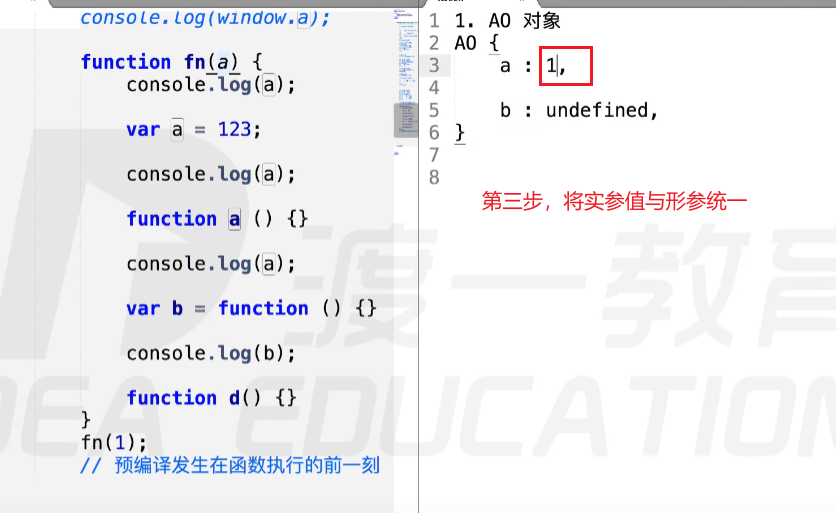 console.log(window.a);
function fn(a) {
console.log(a);
var a = 123;
console.log(a);
function a () {}
console.log(a);
var b = function () {}
console.log(b);
function d() {}
}
fn(1);
// 预编译发生在函数执行的前一刻
1 1. AO 对象
2 AO {
3 a : 1,
4
5 b : undefined,
6 }
7
8
第三步，将实参值与形参统一
渡一教育
EDUCATION